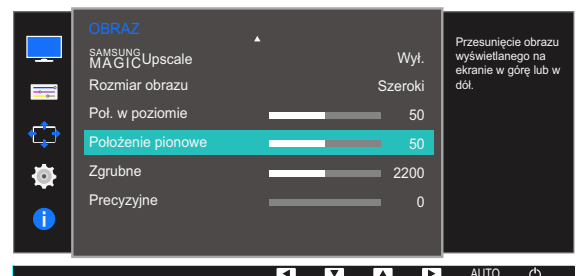 OBRAZ
SAMSUNG
MAGICUpscale Wył.
Rozmiar obrazu Szeroki
Poł. w poziomie 50
Położenie pionowe 50
Zgrubne 2200
Precyzyjne 0
Przesunięcie obrazu
wyświetlanego na
ekranie w górę lub w
dół.
AUTO